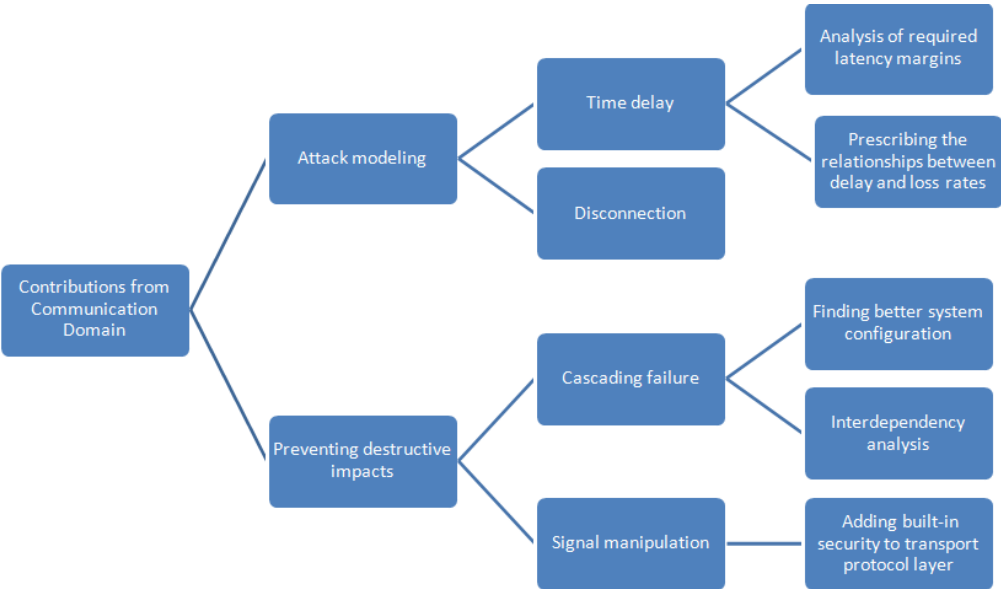 Contributions from
Communication
Domain
Attack modeling
Time delay
Analysis of required
latency margins
Prescribing the
relationships between
delay and loss rates
Disconnection
Preventing destructive
impacts
Cascading failure
Finding better system
configuration
Interdependency
analysis
Signal manipulation
Adding built-in
security to transport
protocol layer